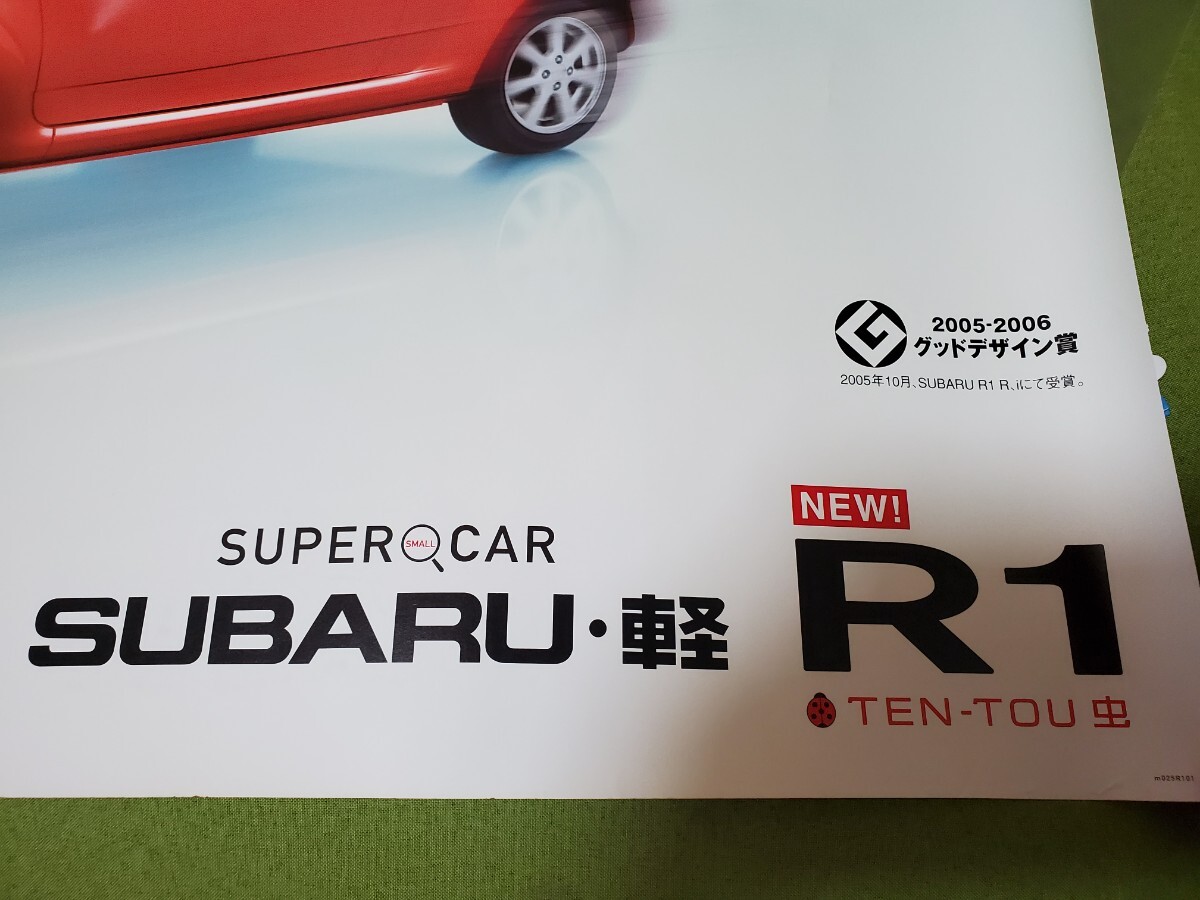 2005-2006
グッドデザイン賞
2005年10月、SUBARU R1 R、iにて受賞。
SUPER SMALL CAR
NEW!
SUBARU・軽
R1
TEN-TOU 虫
m029R101